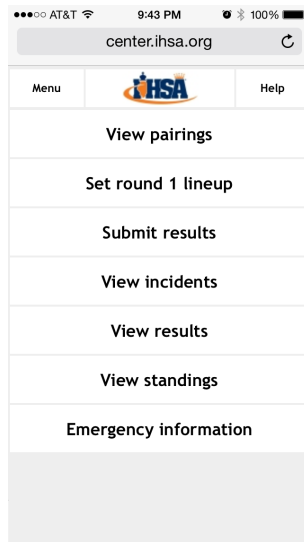 ●●●○○ AT&T 9:43 PM 100%
center.ihsa.org
Menu IHSA Help
View pairings
Set round 1 lineup
Submit results
View incidents
View results
View standings
Emergency information